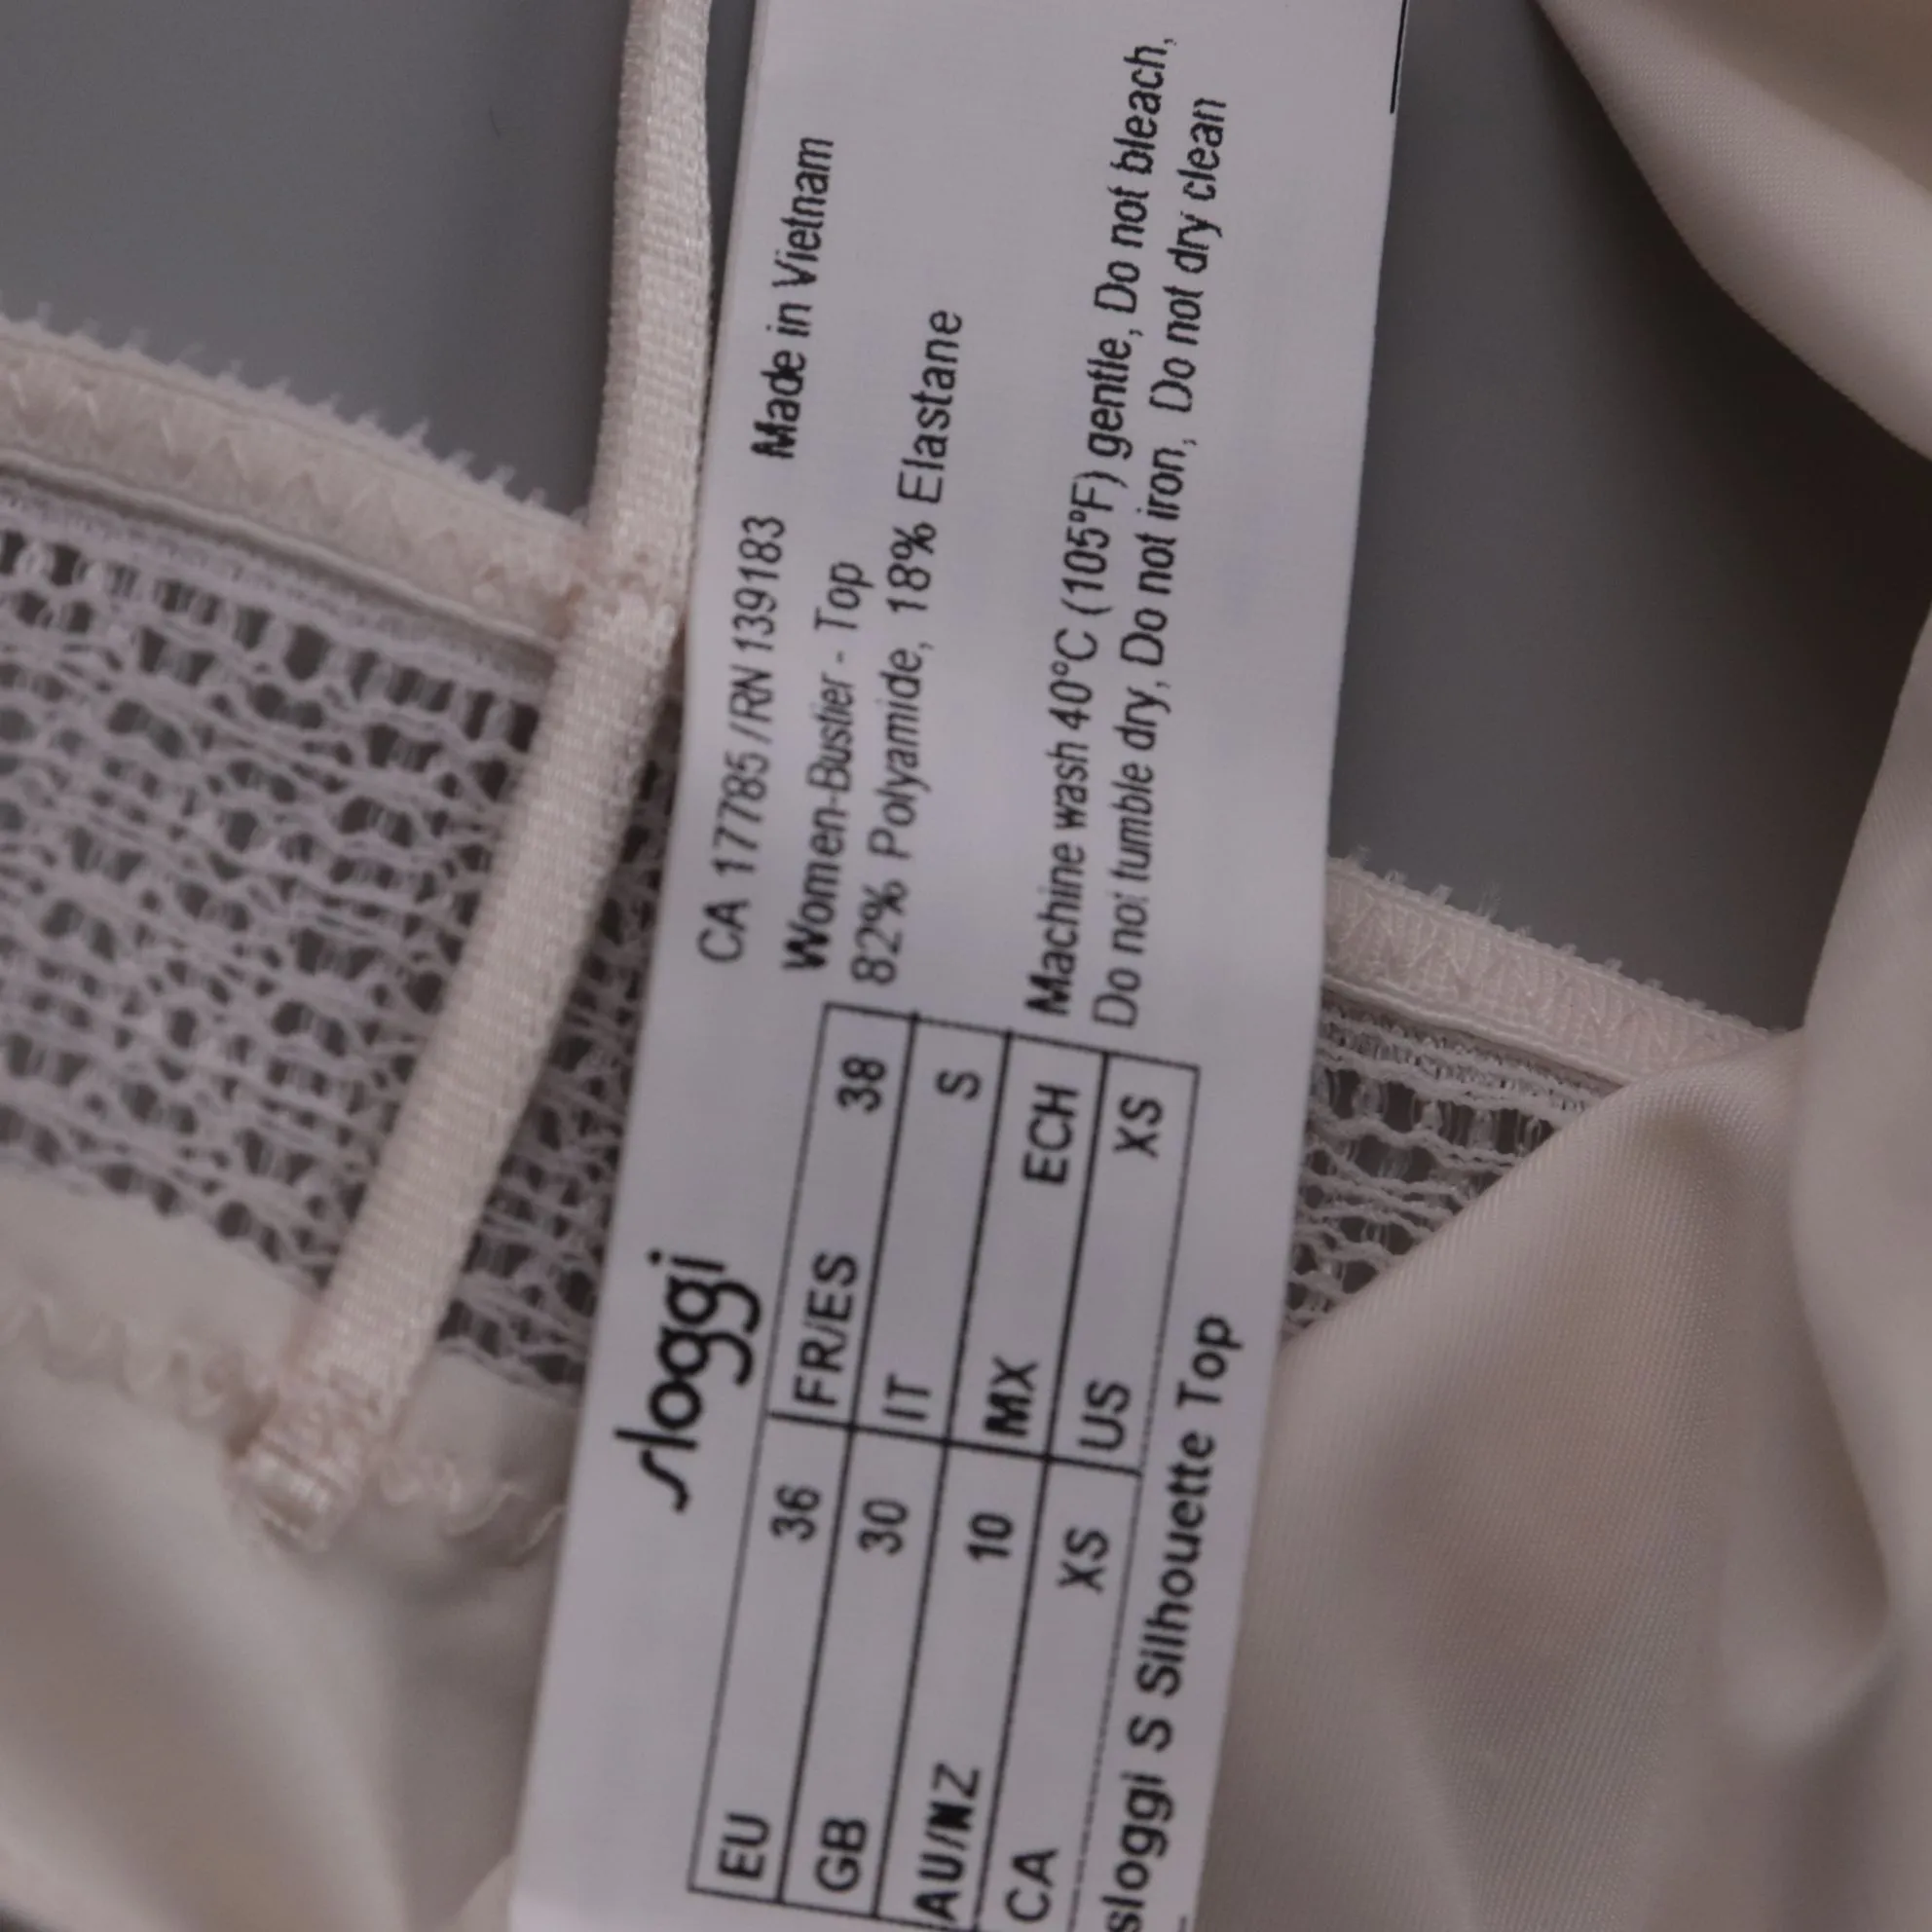 sloggi
EU 36 FR/ES 38
GB 30 IT S
AU/NZ 10 MX ECH
CA XS US XS
sloggi S Silhouette Top
CA 17785/RN 139183 Made in Vietnam
Women-Bustier - Top
82% Polyamide, 18% Elastane
Machine wash 40°C (105°F) gentle, Do not bleach,
Do not tumble dry, Do not iron, Do not dry clean